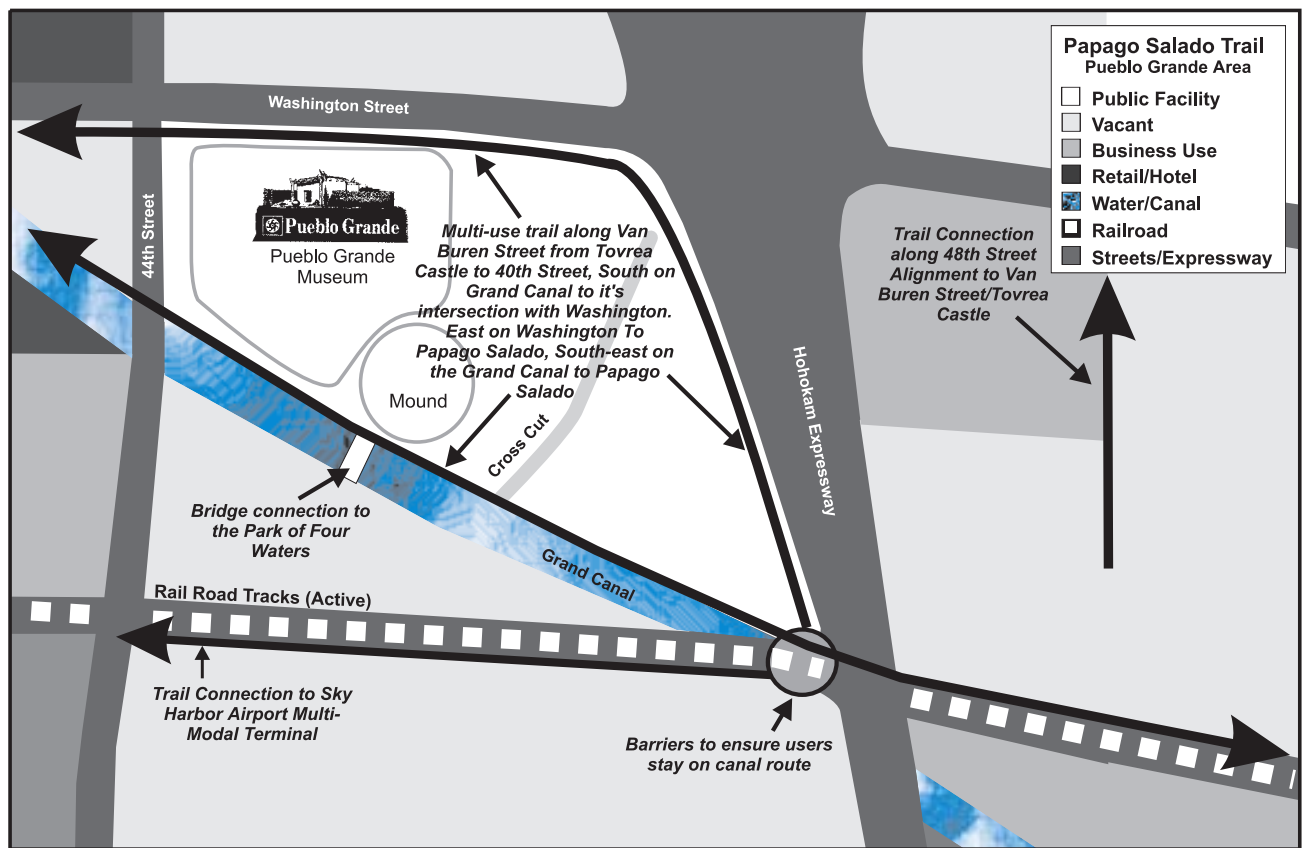 Papago Salado Trail
Pueblo Grande Area
Public Facility
Vacant
Business Use
Retail/Hotel
Water/Canal
Railroad
Streets/Expressway
Washington Street
44th Street
Pueblo Grande
Pueblo Grande
Museum
Multi-use trail along Van
Buren Street from Tovrea
Castle to 40th Street, South on
Grand Canal to it's
intersection with Washington.
East on Washington To
Papago Salado, South-east on
the Grand Canal to Papago
Salado
Mound
Cross Cut
Hohokam Expressway
Trail Connection
along 48th Street
Alignment to Van
Buren Street/Tovrea
Castle
Bridge connection to
the Park of Four
Waters
Grand Canal
Rail Road Tracks (Active)
Trail Connection to Sky
Harbor Airport Multi-
Modal Terminal
Barriers to ensure users
stay on canal route